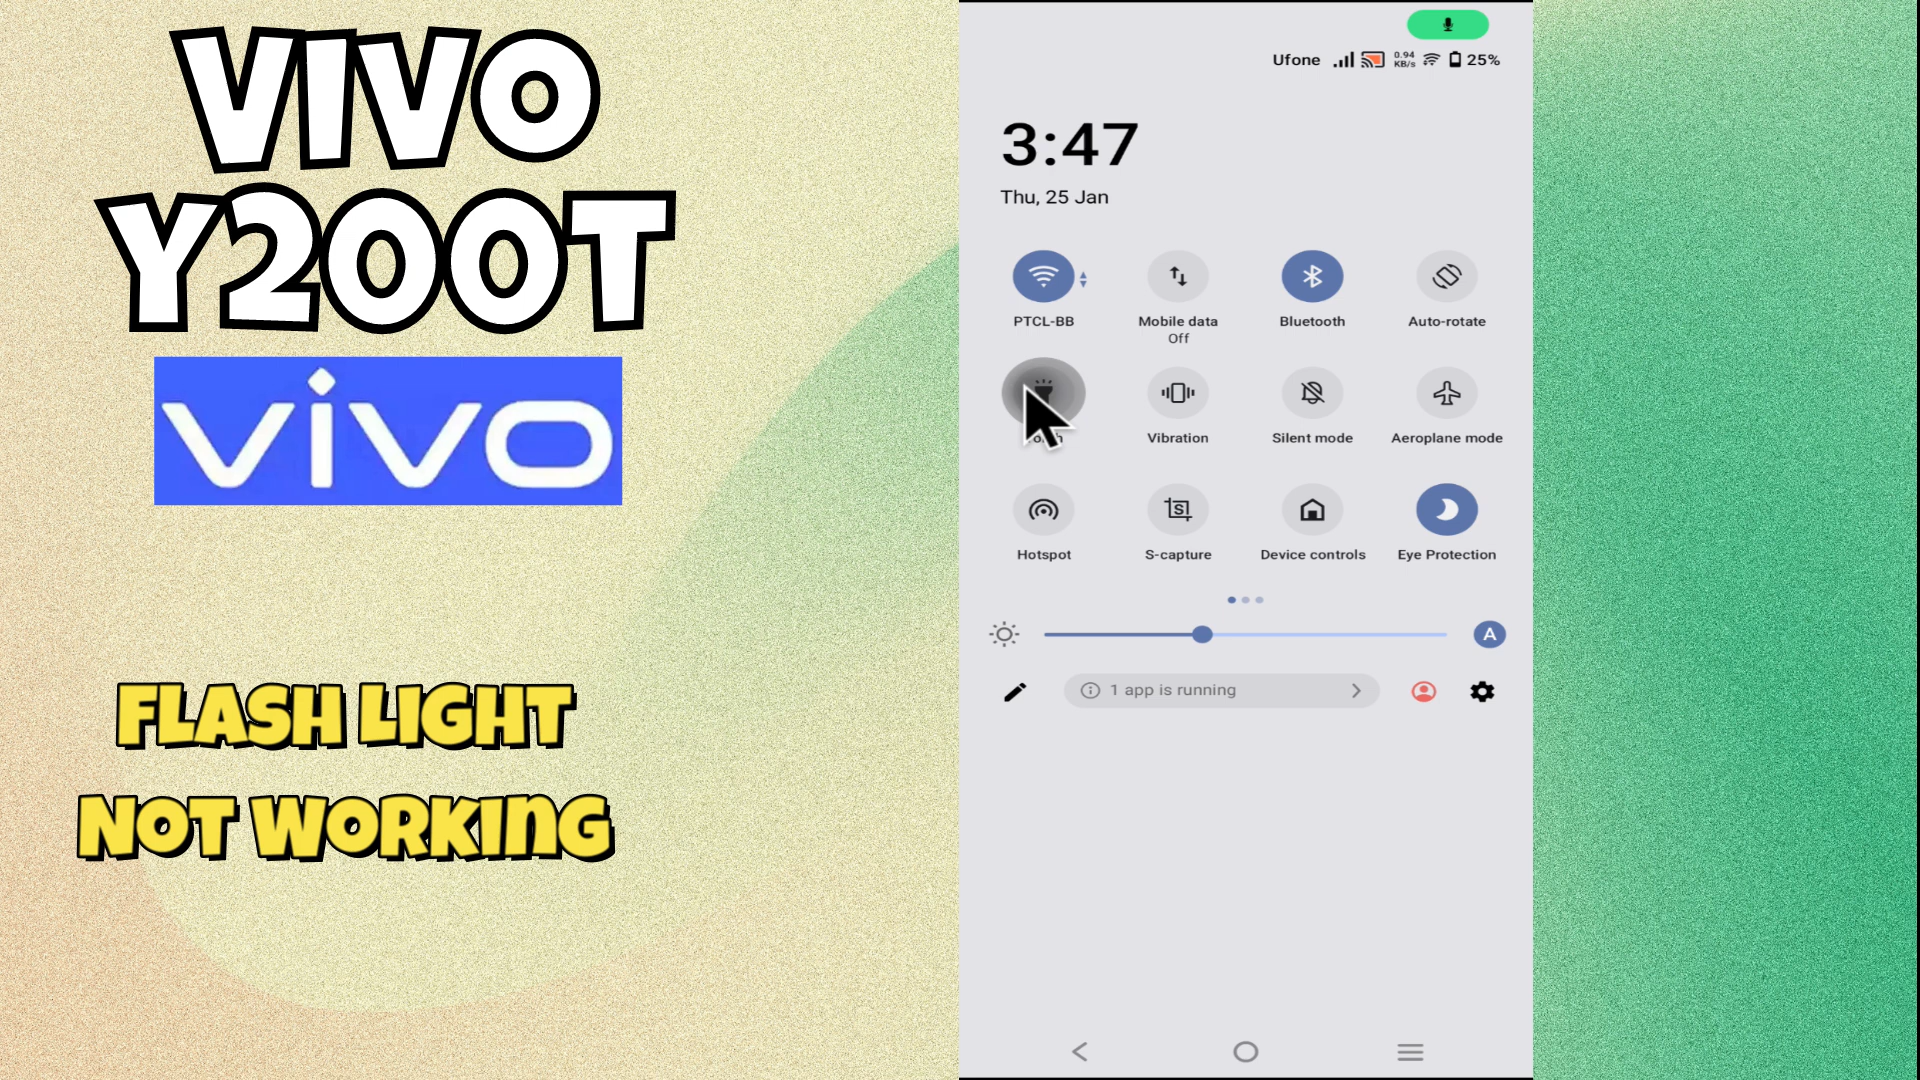 VIVO
Y200T
vivo
FLASH LIGHT
NOT WORKING
Ufone 0.94 KB/s 25%
3:47
Thu, 25 Jan
PTCL-BB Mobile data Bluetooth Auto-rotate
Off
Vibration Silent mode Aeroplane mode
S
Hotspot S-capture Device controls Eye Protection
A
1 app is running